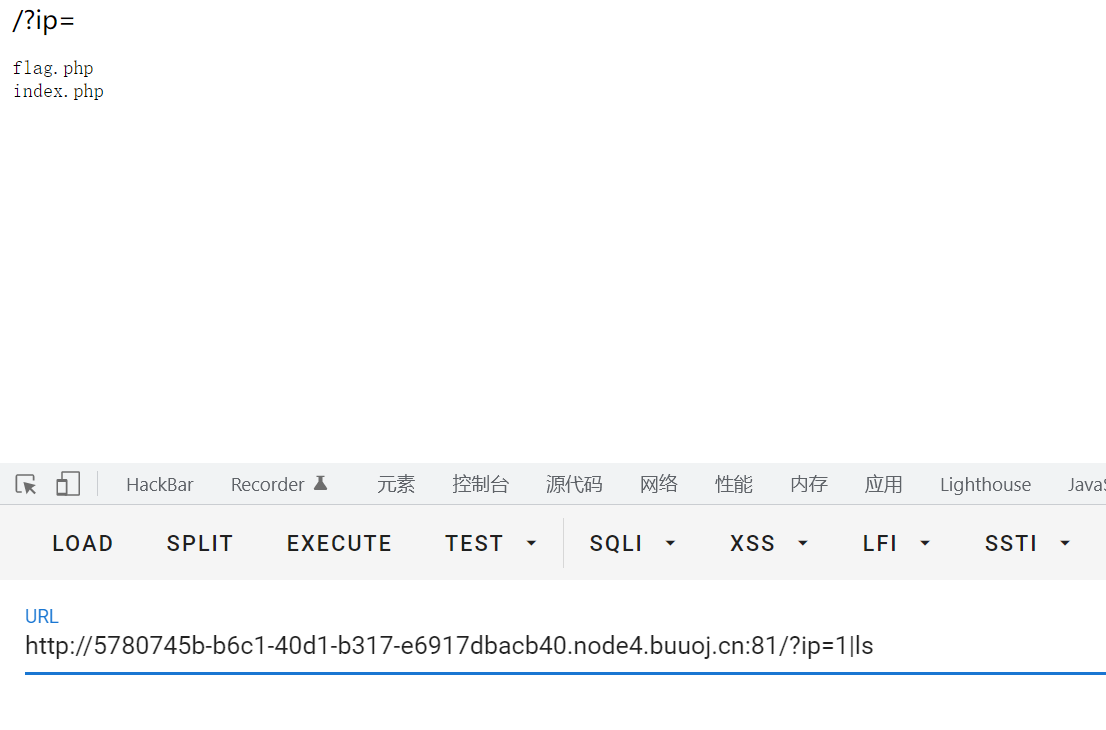 /?ip=
flag.php
index.php
HackBar Recorder 元素 控制台 源代码 网络 性能 内存 应用 Lighthouse JavaS
LOAD SPLIT EXECUTE TEST SQLI XSS LFI SSTI
URL
http://5780745b-b6c1-40d1-b317-e6917dbacb40.node4.buuoj.cn:81/?ip=1|ls